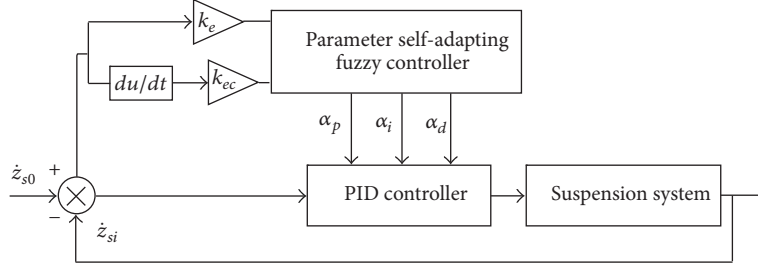 k_e
Parameter self-adapting
fuzzy controller
du/dt
k_ec
α_p
α_i
α_d
ż_s0
+
PID controller
Suspension system
−
ż_si